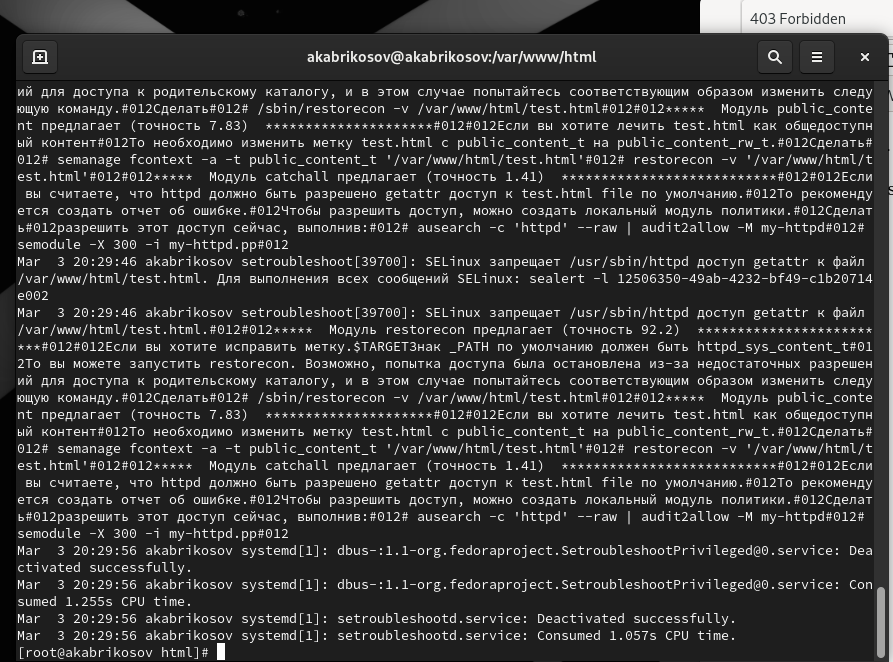 403 Forbidden
akabrikosov@akabrikosov:/var/www/html
ий для доступа к родительскому каталогу, и в этом случае попытайтесь соответствующим образом изменить следу
ющую команду.#012Сделать#012# /sbin/restorecon -v /var/www/html/test.html#012#012*****  Модуль public_conte
nt предлагает (точность 7.83)  *********************#012#012Если вы хотите лечить test.html как общедоступн
ый контент#012То необходимо изменить метку test.html с public_content_t на public_content_rw_t.#012Сделать#
012# semanage fcontext -a -t public_content_t '/var/www/html/test.html'#012# restorecon -v '/var/www/html/t
est.html'#012#012*****  Модуль catchall предлагает (точность 1.41)  ***************************#012#012Если
 вы считаете, что httpd должно быть разрешено getattr доступ к test.html file по умолчанию.#012То рекоменду
ется создать отчет об ошибке.#012Чтобы разрешить доступ, можно создать локальный модуль политики.#012Сделат
ь#012разрешить этот доступ сейчас, выполнив:#012# ausearch -c 'httpd' --raw | audit2allow -M my-httpd#012#
semodule -X 300 -i my-httpd.pp#012
Mar  3 20:29:46 akabrikosov setroubleshoot[39700]: SELinux запрещает /usr/sbin/httpd доступ getattr к файл
/var/www/html/test.html. Для выполнения всех сообщений SELinux: sealert -l 12506350-49ab-4232-bf49-c1b20714
e002
Mar  3 20:29:46 akabrikosov setroubleshoot[39700]: SELinux запрещает /usr/sbin/httpd доступ getattr к файл
/var/www/html/test.html.#012#012*****  Модуль restorecon предлагает (точность 92.2)  **********************
***#012#012Если вы хотите исправить метку.$TARGETЗнак _PATH по умолчанию должен быть httpd_sys_content_t#01
2То вы можете запустить restorecon. Возможно, попытка доступа была остановлена из-за недостаточных разрешен
ий для доступа к родительскому каталогу, и в этом случае попытайтесь соответствующим образом изменить следу
ющую команду.#012Сделать#012# /sbin/restorecon -v /var/www/html/test.html#012#012*****  Модуль public_conte
nt предлагает (точность 7.83)  *********************#012#012Если вы хотите лечить test.html как общедоступн
ый контент#012То необходимо изменить метку test.html с public_content_t на public_content_rw_t.#012Сделать#
012# semanage fcontext -a -t public_content_t '/var/www/html/test.html'#012# restorecon -v '/var/www/html/t
est.html'#012#012*****  Модуль catchall предлагает (точность 1.41)  ***************************#012#012Если
 вы считаете, что httpd должно быть разрешено getattr доступ к test.html file по умолчанию.#012То рекоменду
ется создать отчет об ошибке.#012Чтобы разрешить доступ, можно создать локальный модуль политики.#012Сделат
ь#012разрешить этот доступ сейчас, выполнив:#012# ausearch -c 'httpd' --raw | audit2allow -M my-httpd#012#
semodule -X 300 -i my-httpd.pp#012
Mar  3 20:29:56 akabrikosov systemd[1]: dbus-:1.1-org.fedoraproject.SetroubleshootPrivileged@0.service: Dea
ctivated successfully.
Mar  3 20:29:56 akabrikosov systemd[1]: dbus-:1.1-org.fedoraproject.SetroubleshootPrivileged@0.service: Con
sumed 1.255s CPU time.
Mar  3 20:29:56 akabrikosov systemd[1]: setroubleshootd.service: Deactivated successfully.
Mar  3 20:29:56 akabrikosov systemd[1]: setroubleshootd.service: Consumed 1.057s CPU time.
[root@akabrikosov html]#